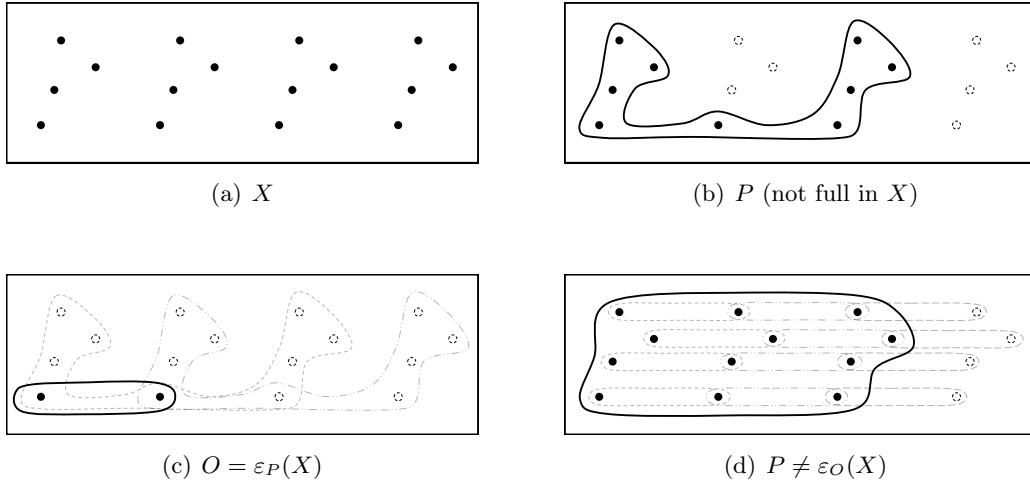 (a) X
(b) P (not full in X)
(c) O = ε_P(X)
(d) P ≠ ε_O(X)